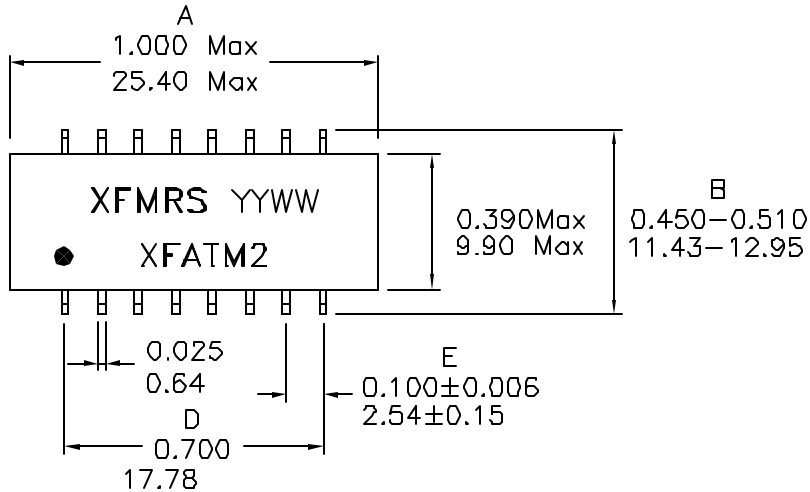 A
1.000 Max
25.40 Max
XFMRS YYWW
XFATM2
0.390Max
9.90 Max
B
0.450-0.510
11.43-12.95
0.025
0.64
E
0.100±0.006
2.54±0.15
D
0.700
17.78